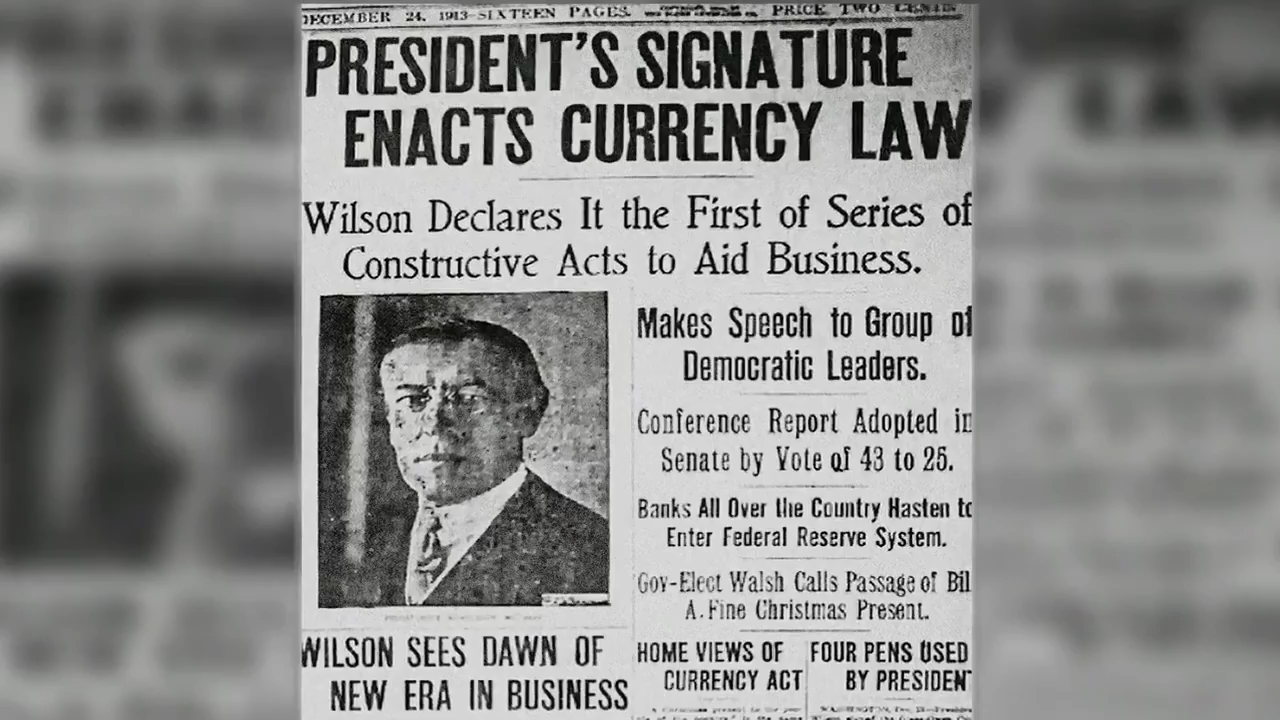 DECEMBER 24, 1913—SIXTEEN PAGES. PRICE TWO CENTS
PRESIDENT'S SIGNATURE
ENACTS CURRENCY LAW
Wilson Declares It the First of Series of
Constructive Acts to Aid Business.
Makes Speech to Group of
Democratic Leaders.
Conference Report Adopted in
Senate by Vote of 43 to 25.
Banks All Over the Country Hasten to
Enter Federal Reserve System.
Gov-Elect Walsh Calls Passage of Bil
A Fine Christmas Present.
WILSON SEES DAWN OF
NEW ERA IN BUSINESS
HOME VIEWS OF
CURRENCY ACT
FOUR PENS USED
BY PRESIDENT